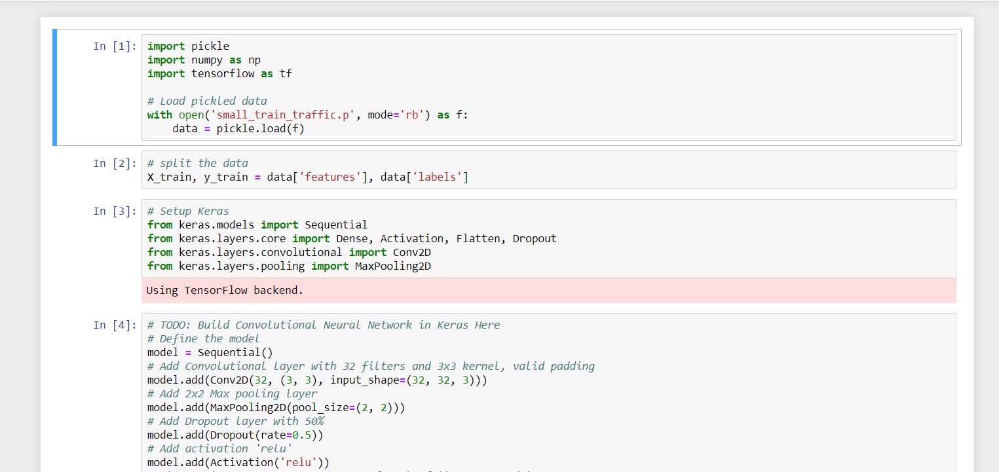 In [1]:
import pickle
import numpy as np
import tensorflow as tf
# Load pickled data
with open('small_train_traffic.p', mode='rb') as f:
    data = pickle.load(f)
In [2]:
# split the data
X_train, y_train = data['features'], data['labels']
In [3]:
# Setup Keras
from keras.models import Sequential
from keras.layers.core import Dense, Activation, Flatten, Dropout
from keras.layers.convolutional import Conv2D
from keras.layers.pooling import MaxPooling2D
Using TensorFlow backend.
In [4]:
# TODO: Build Convolutional Neural Network in Keras Here
# Define the model
model = Sequential()
# Add Convolutional layer with 32 filters and 3x3 kernel, valid padding
model.add(Conv2D(32, (3, 3), input_shape=(32, 32, 3)))
# Add 2x2 Max pooling layer
model.add(MaxPooling2D(pool_size=(2, 2)))
# Add Dropout layer with 50%
model.add(Dropout(rate=0.5))
# Add activation 'relu'
model.add(Activation('relu'))